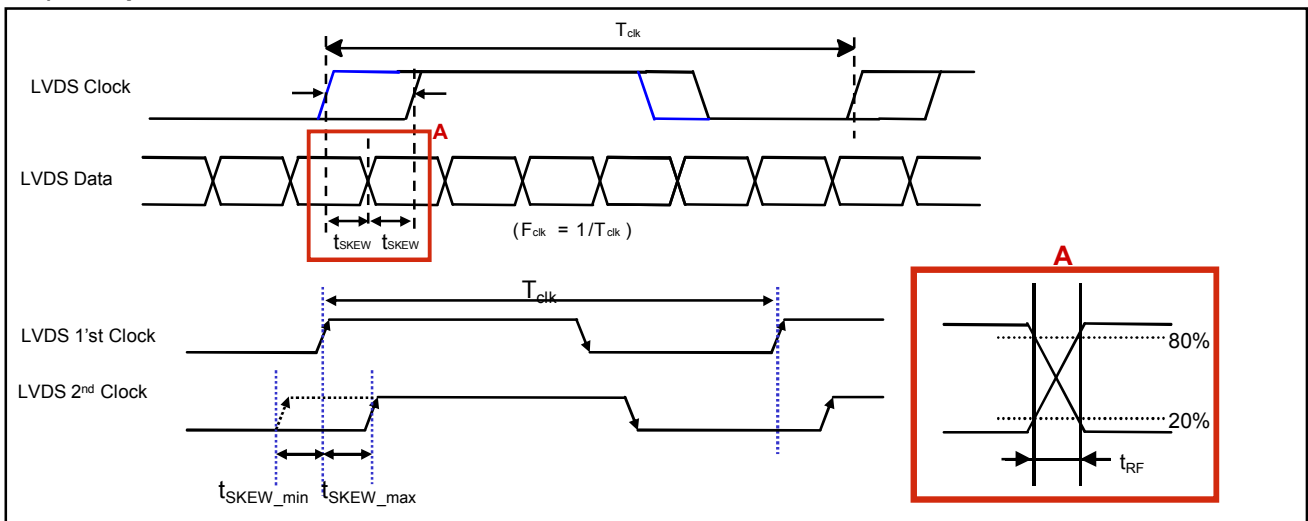 Tclk
LVDS Clock
A
LVDS Data
tSKEW tSKEW
(Fclk = 1/Tclk)
A
Tclk
LVDS 1'st Clock
80%
LVDS 2nd Clock
20%
tRF
tSKEW_min tSKEW_max